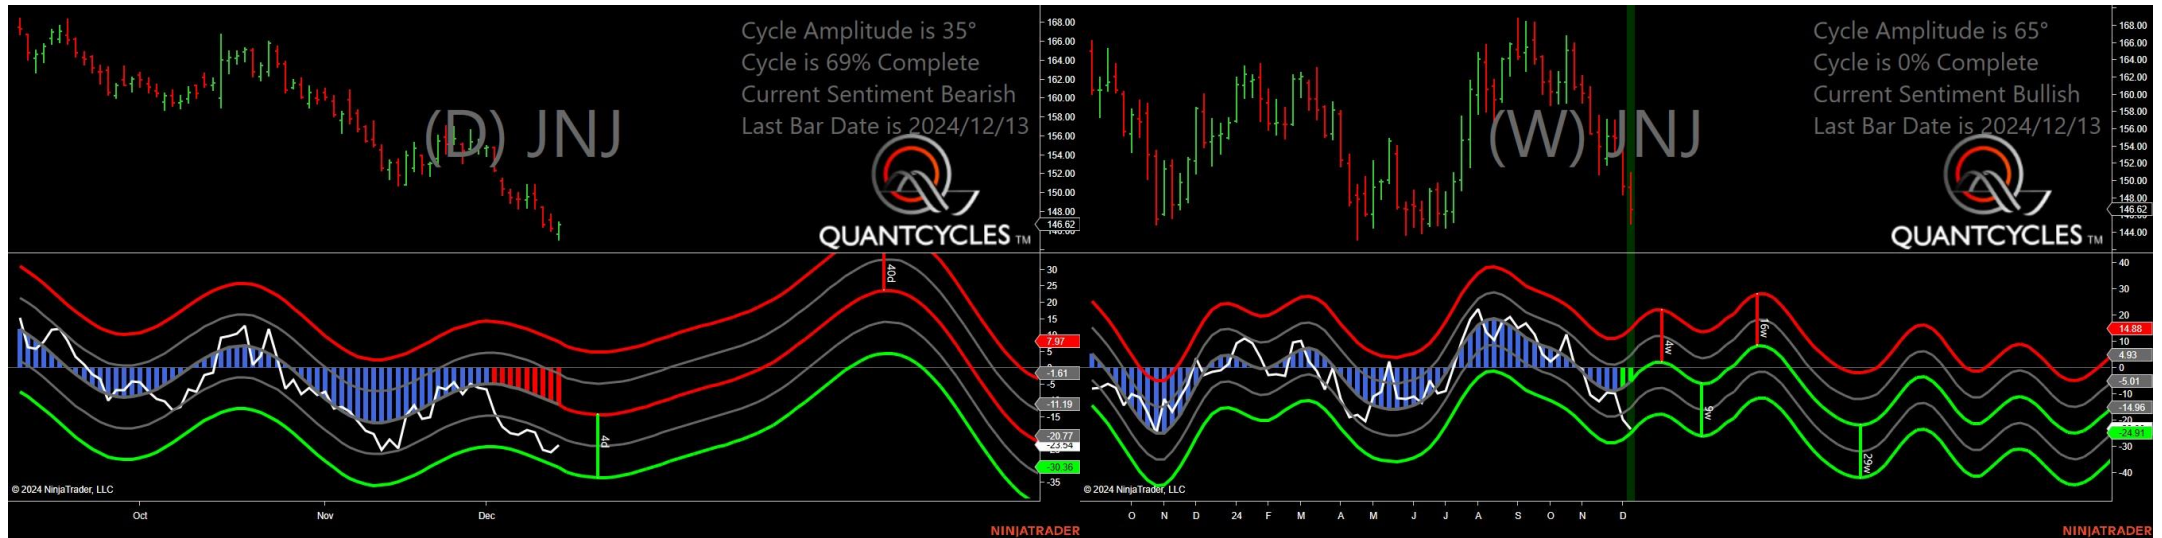 Cycle Amplitude is 35°
Cycle is 69% Complete
Current Sentiment Bearish
Last Bar Date is 2024/12/13
(D) JNJ
QUANTCYCLES TM
168.00
166.00
164.00
162.00
160.00
158.00
156.00
154.00
152.00
150.00
148.00
146.62
40d
4d
30
25
20
15
7.97
5
-1.61
-5
-11.19
-15
-20.77
-30.36
-35
© 2024 NinjaTrader, LLC
Oct Nov Dec
NINJATRADER
Cycle Amplitude is 65°
Cycle is 0% Complete
Current Sentiment Bullish
Last Bar Date is 2024/12/13
(W) JNJ
QUANTCYCLES TM
168.00
166.00
164.00
162.00
160.00
158.00
156.00
154.00
152.00
150.00
148.00
146.62
144.00
4w
16w
9w
29w
40
30
20
14.88
10
4.93
0
-5.01
-10
-14.96
-24.91
-30
-40
© 2024 NinjaTrader, LLC
O N D 24 F M A M J J A S O N D
NINJATRADER